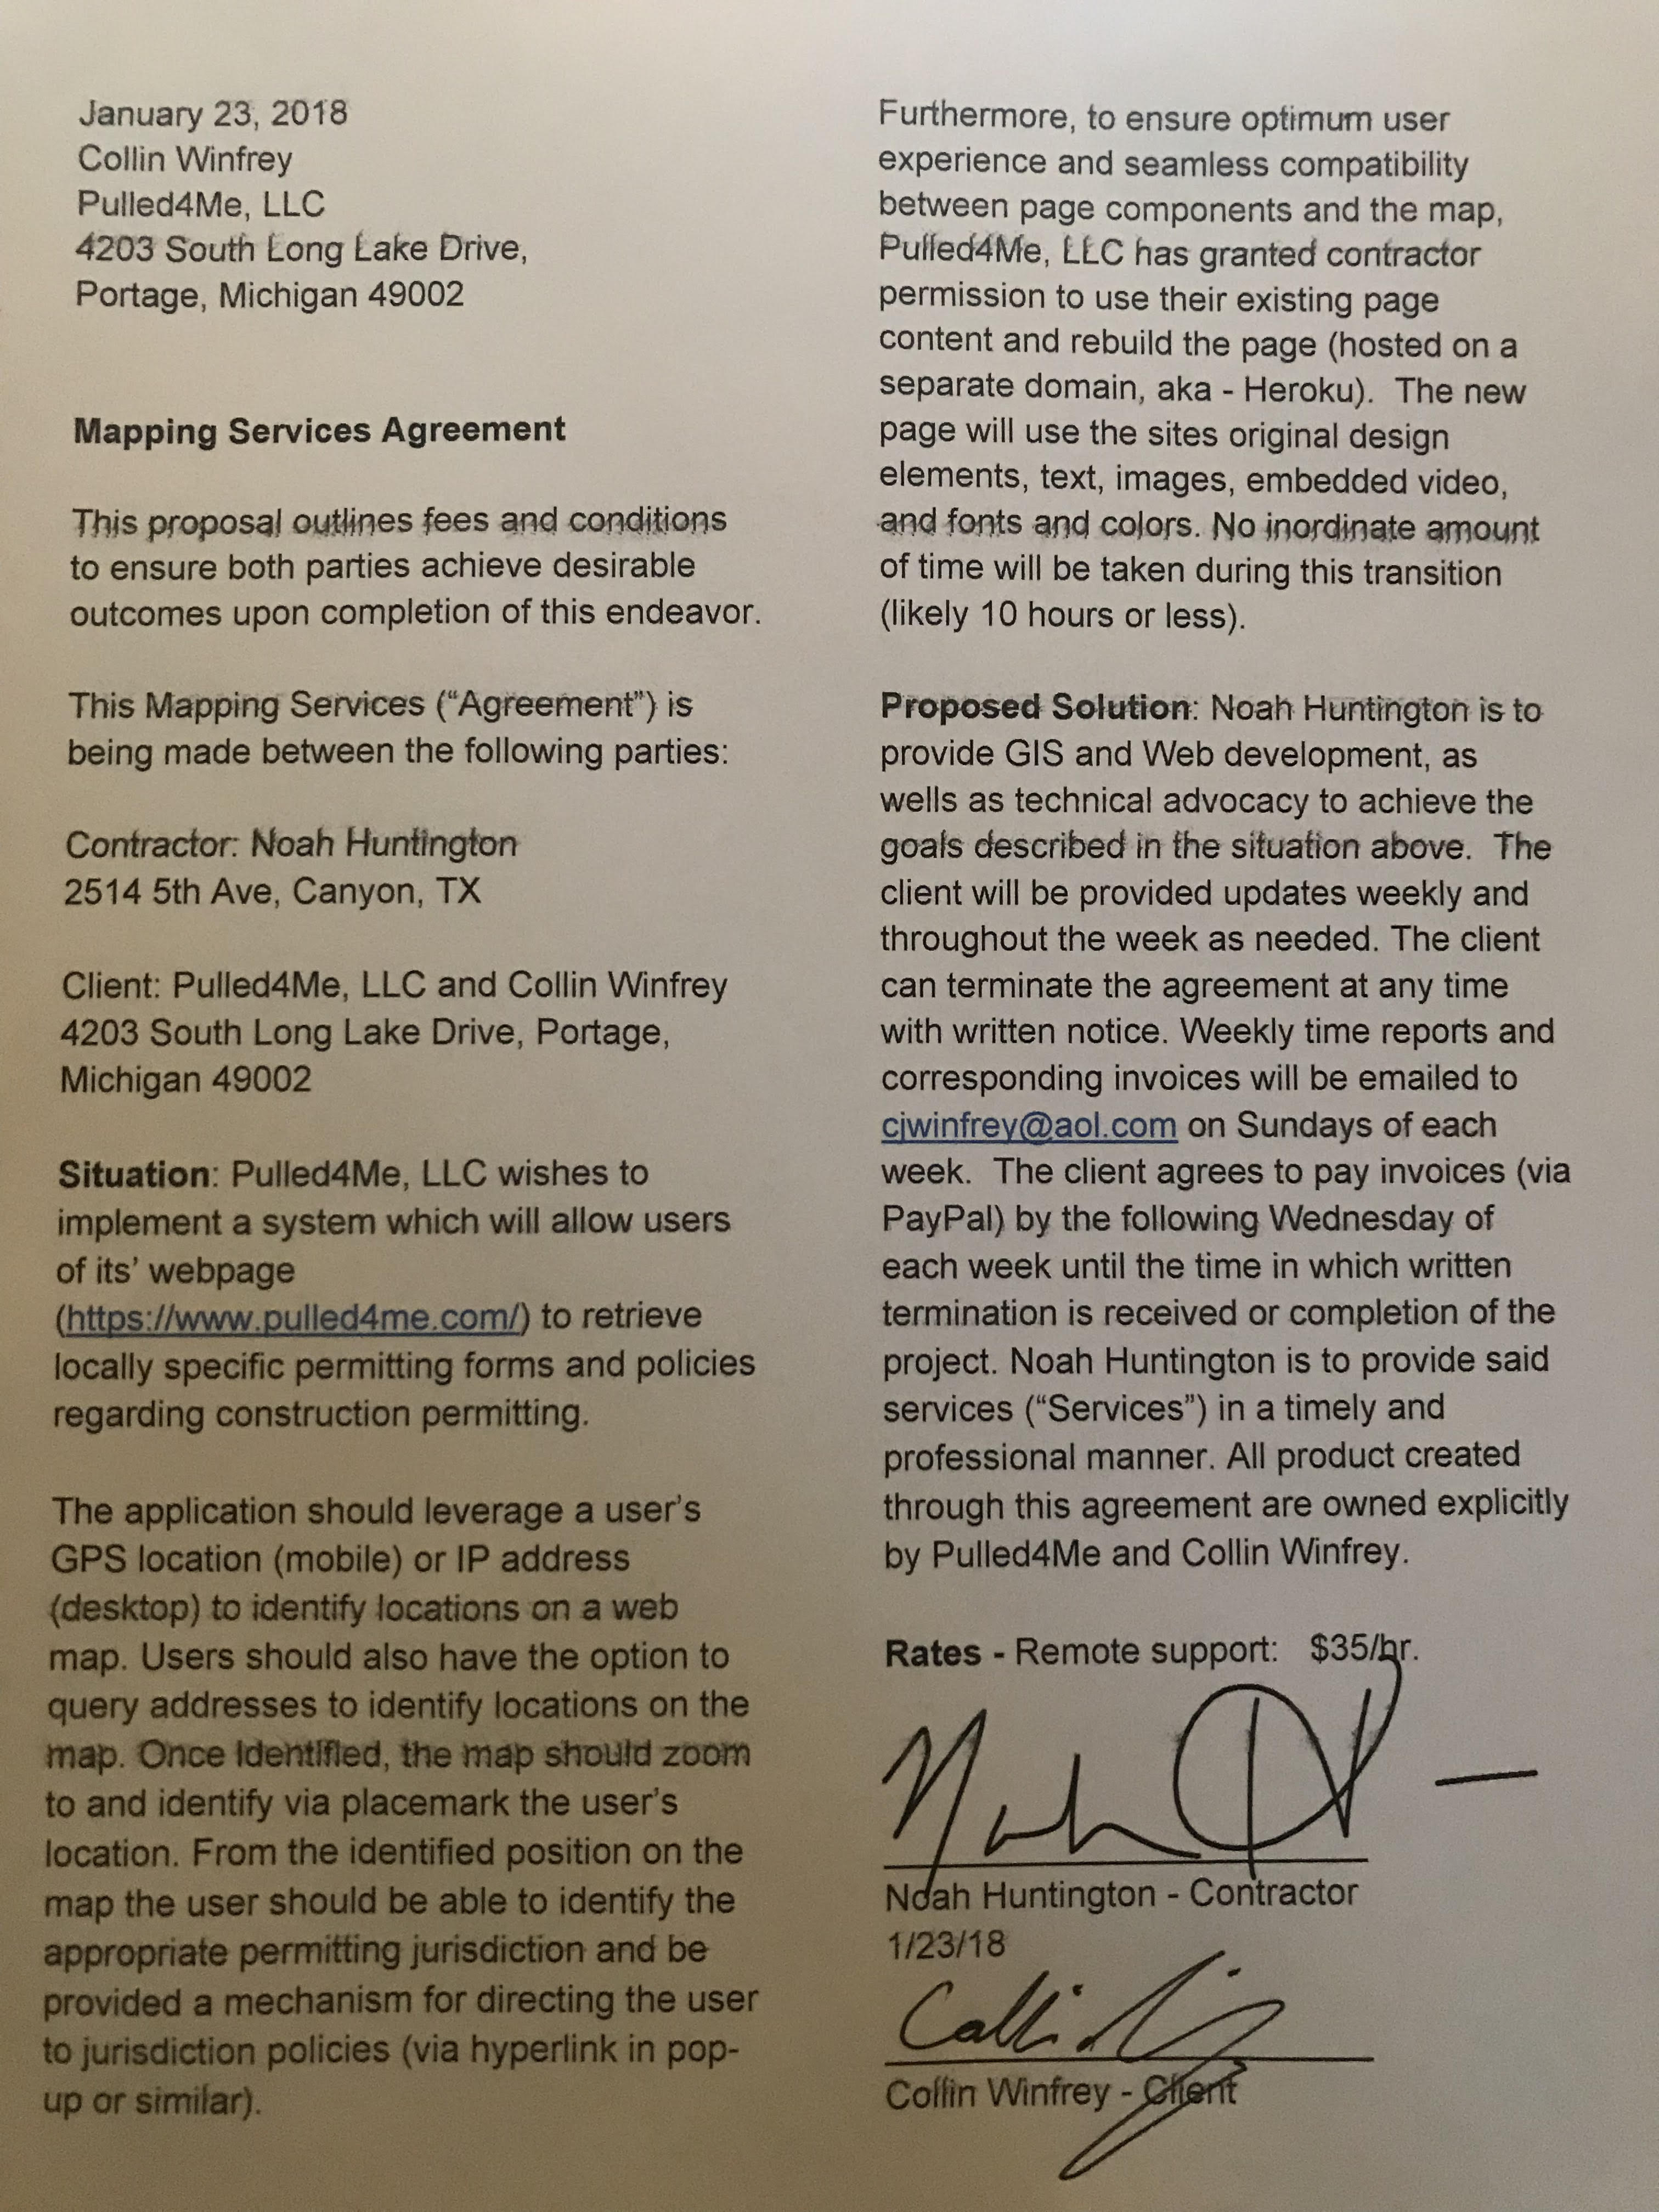 January 23, 2018
Collin Winfrey
Pulled4Me, LLC
4203 South Long Lake Drive,
Portage, Michigan 49002
Mapping Services Agreement
This proposal outlines fees and conditions
to ensure both parties achieve desirable
outcomes upon completion of this endeavor.
This Mapping Services (“Agreement”) is
being made between the following parties:
Contractor: Noah Huntington
2514 5th Ave, Canyon, TX
Client: Pulled4Me, LLC and Collin Winfrey
4203 South Long Lake Drive, Portage,
Michigan 49002
Situation: Pulled4Me, LLC wishes to
implement a system which will allow users
of its’ webpage
(https://www.pulled4me.com/) to retrieve
locally specific permitting forms and policies
regarding construction permitting.
The application should leverage a user’s
GPS location (mobile) or IP address
(desktop) to identify locations on a web
map. Users should also have the option to
query addresses to identify locations on the
map. Once identified, the map should zoom
to and identify via placemark the user’s
location. From the identified position on the
map the user should be able to identify the
appropriate permitting jurisdiction and be
provided a mechanism for directing the user
to jurisdiction policies (via hyperlink in pop-
up or similar).
Furthermore, to ensure optimum user
experience and seamless compatibility
between page components and the map,
Pulled4Me, LLC has granted contractor
permission to use their existing page
content and rebuild the page (hosted on a
separate domain, aka - Heroku). The new
page will use the sites original design
elements, text, images, embedded video,
and fonts and colors. No inordinate amount
of time will be taken during this transition
(likely 10 hours or less).
Proposed Solution: Noah Huntington is to
provide GIS and Web development, as
wells as technical advocacy to achieve the
goals described in the situation above. The
client will be provided updates weekly and
throughout the week as needed. The client
can terminate the agreement at any time
with written notice. Weekly time reports and
corresponding invoices will be emailed to
cjwinfrey@aol.com on Sundays of each
week. The client agrees to pay invoices (via
PayPal) by the following Wednesday of
each week until the time in which written
termination is received or completion of the
project. Noah Huntington is to provide said
services (“Services”) in a timely and
professional manner. All product created
through this agreement are owned explicitly
by Pulled4Me and Collin Winfrey.
Rates - Remote support: $35/hr.
Noah Huntington - Contractor
1/23/18
Collin Winfrey - Client